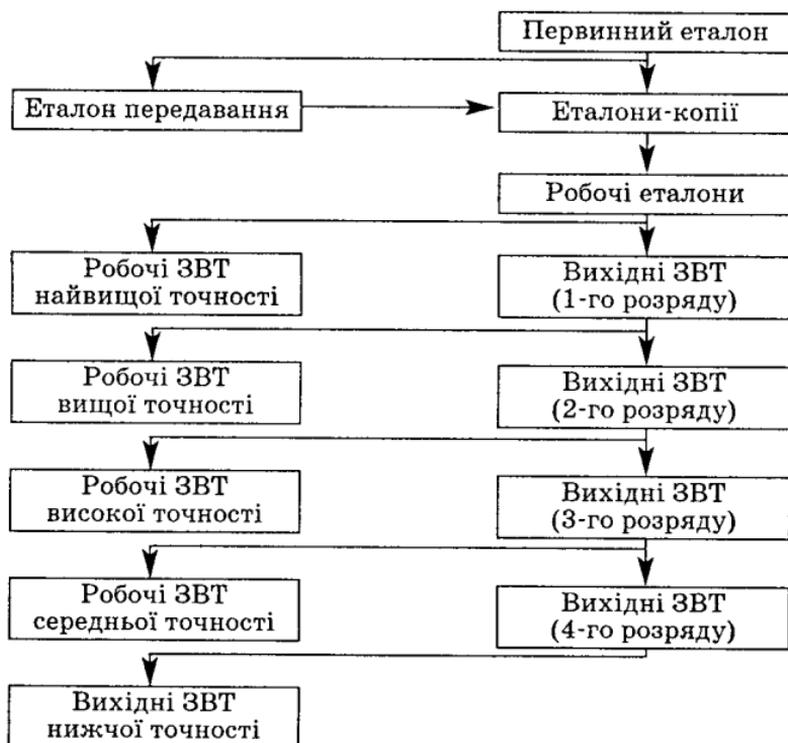 Первинний еталон
Еталон передавання
Еталони-копії
Робочі еталони
Робочі ЗВТ
найвищої точності
Вихідні ЗВТ
(1-го розряду)
Робочі ЗВТ
вищої точності
Вихідні ЗВТ
(2-го розряду)
Робочі ЗВТ
високої точності
Вихідні ЗВТ
(3-го розряду)
Робочі ЗВТ
середньої точності
Вихідні ЗВТ
(4-го розряду)
Вихідні ЗВТ
нижчої точності